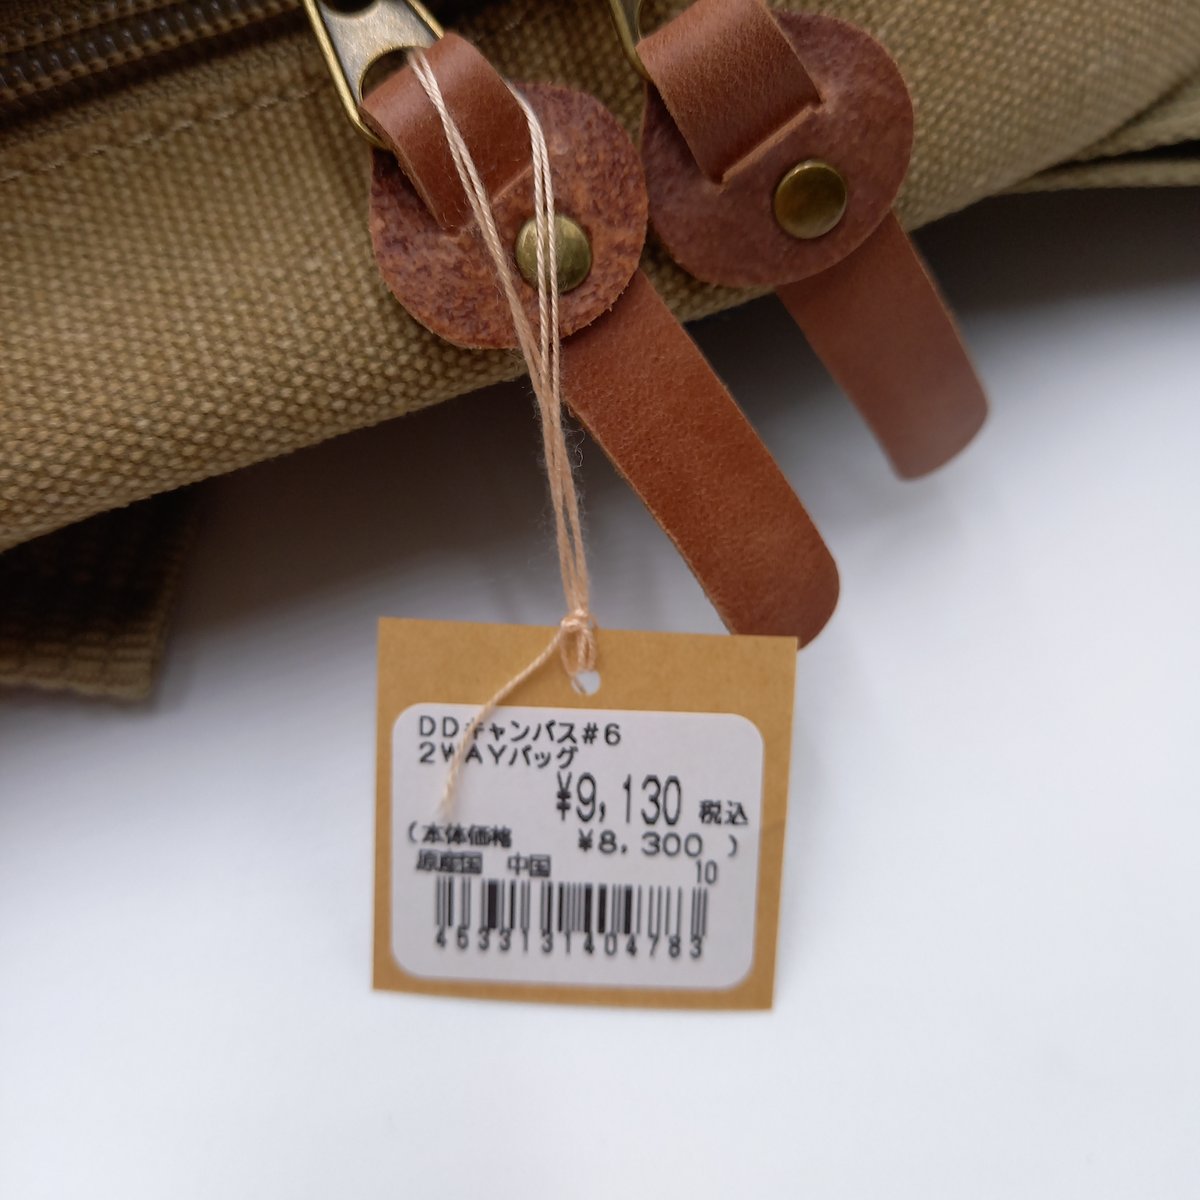 DDキャンバス#6
2WAYバッグ
¥9,130 税込
(本体価格 ¥8,300 )
原産国 中国 10
4533131404783